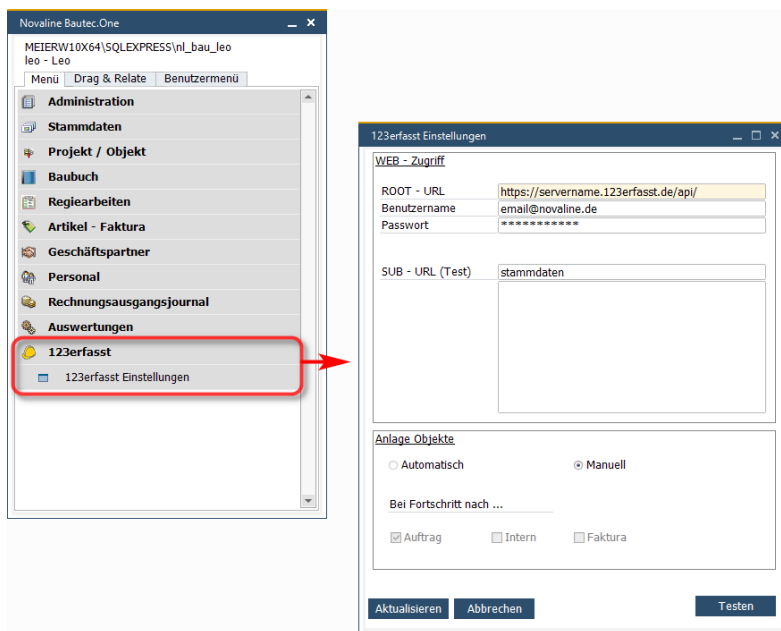 Novaline Bautec.One
MEIERW10X64\SQLEXPRESS\nl_bau_leo
leo - Leo
Menü Drag & Relate Benutzermenü
Administration
Stammdaten
Projekt / Objekt
Baubuch
Regiearbeiten
Artikel - Faktura
Geschäftspartner
Personal
Rechnungsausgangsjournal
Auswertungen
123erfasst
123erfasst Einstellungen
123erfasst Einstellungen
WEB - Zugriff
ROOT - URL https://servername.123erfasst.de/api/
Benutzername email@novaline.de
Passwort ***********
SUB - URL (Test) stammdaten
Anlage Objekte
Automatisch Manuell
Bei Fortschritt nach ...
Auftrag Intern Faktura
Aktualisieren Abbrechen Testen